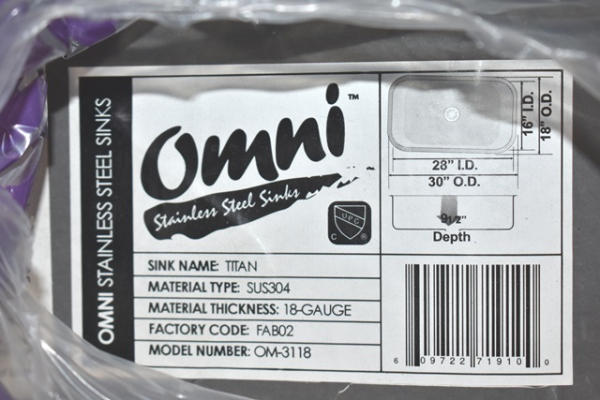 OMNI STAINLESS STEEL SINKS
Omni™
Stainless Steel Sinks
C UPC ®
SINK NAME: TITAN
MATERIAL TYPE: SUS304
MATERIAL THICKNESS: 18-GAUGE
FACTORY CODE: FAB02
MODEL NUMBER: OM-3118
16" I.D.
18" O.D.
28" I.D.
30" O.D.
Depth
6 09722 71910 0